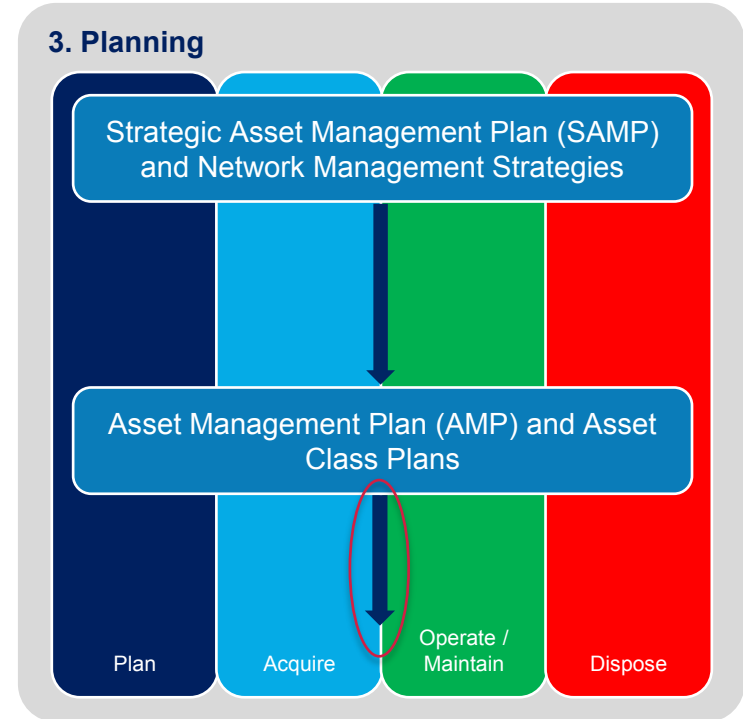 3. Planning
Strategic Asset Management Plan (SAMP)
and Network Management Strategies
Asset Management Plan (AMP) and Asset
Class Plans
Plan
Acquire
Operate /
Maintain
Dispose